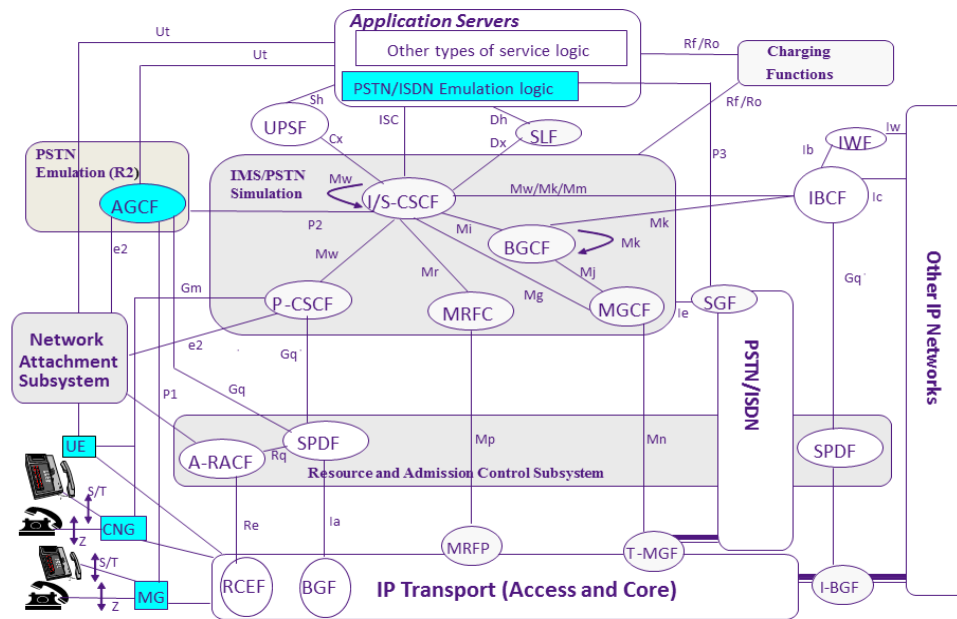 Application Servers
Ut
Other types of service logic
Rf/Ro
Charging
Functions
Ut
PSTN/ISDN Emulation logic
Rf/Ro
Sh
ISC
Dh
UPSF
SLF
Cx
Dx
P3
Iw
IWF
Ib
PSTN
Emulation (R2)
IMS/PSTN
Simulation
Mw
I/S-CSCF
Mw/Mk/Mm
IBCF
Ic
AGCF
P2
Mi
BGCF
Mk
Mk
e2
Mw
Mr
Mj
Gm
Mg
Gq`
P-CSCF
MRFC
MGCF
SGF
Ie
Network
Attachment
Subsystem
e2
Gq`
PSTN/ISDN
Other IP Networks
P1
Gq
UE
SPDF
Mp
Mn
SPDF
A-RACF
Rq
Resource and Admission Control Subsystem
S/T
CNG
Z
Re
Ia
MRFP
T-MGF
S/T
MG
Z
RCEF
BGF
IP Transport (Access and Core)
I-BGF